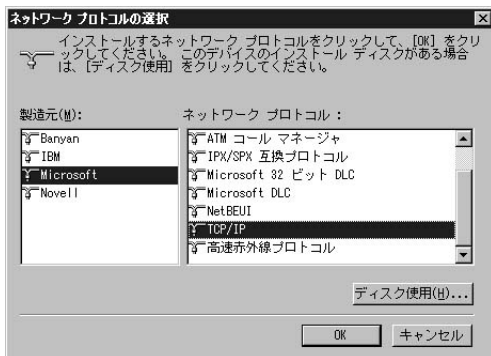 ネットワーク プロトコルの選択
インストールするネットワーク プロトコルをクリックして、[OK] をクリ
ックしてください。 このデバイスのインストール ディスクがある場合
は、[ディスク使用] をクリックしてください。
製造元(M):
Banyan
IBM
Microsoft
Novell
ネットワーク プロトコル :
ATM コール マネージャ
IPX/SPX 互換プロトコル
Microsoft 32 ビット DLC
Microsoft DLC
NetBEUI
TCP/IP
高速赤外線プロトコル
ディスク使用(H)...
OK
キャンセル